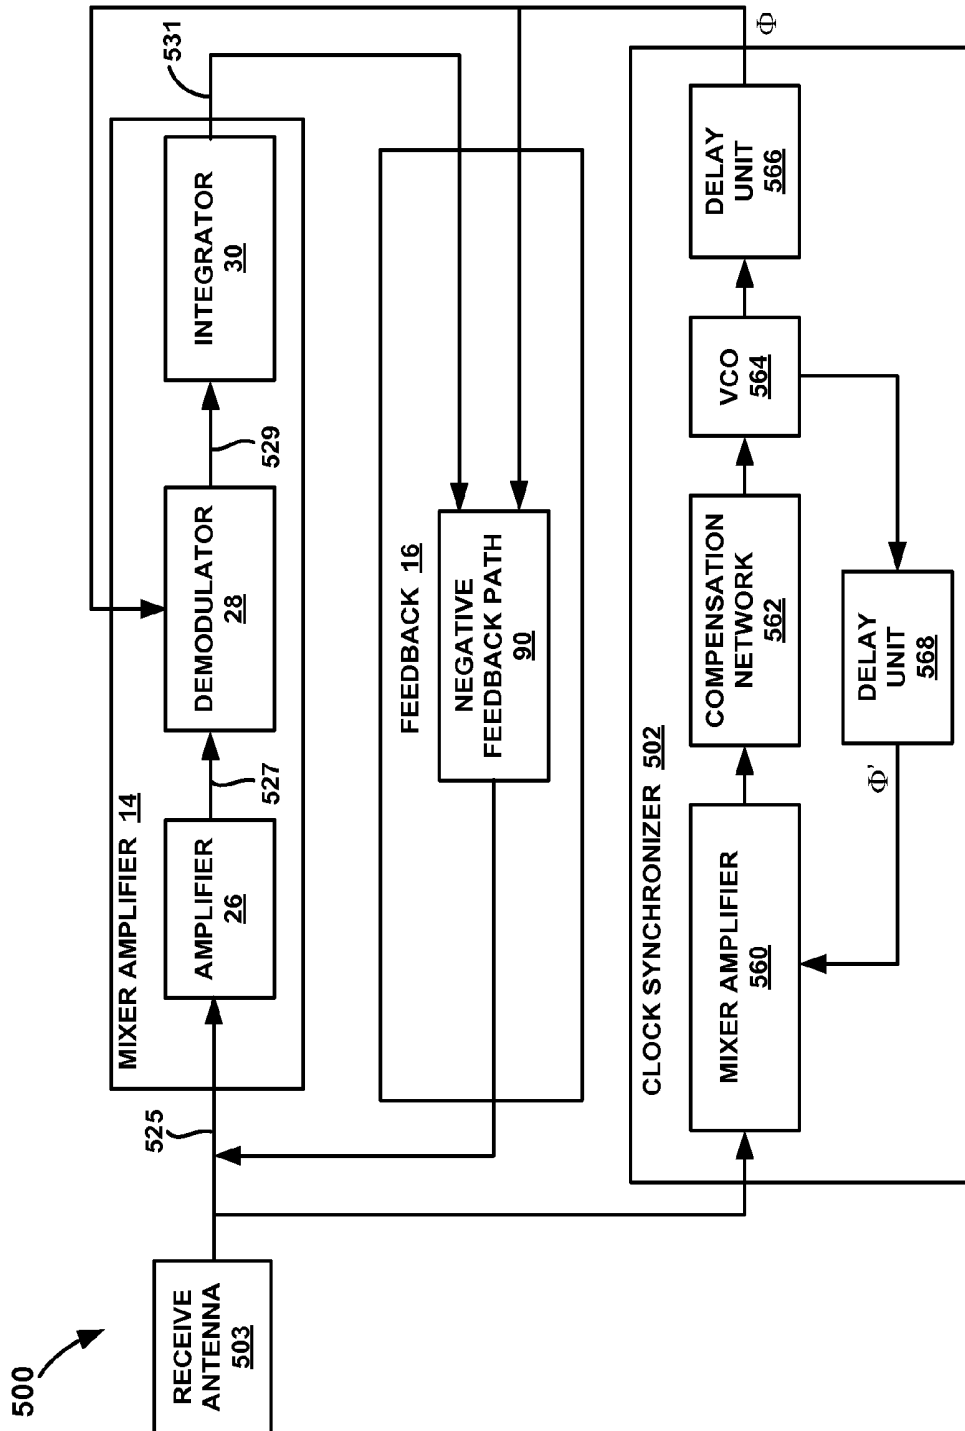 500
RECEIVE
ANTENNA
503
525
MIXER AMPLIFIER 14
AMPLIFIER
26
527
DEMODULATOR
28
529
INTEGRATOR
30
531
FEEDBACK 16
NEGATIVE
FEEDBACK PATH
90
CLOCK SYNCHRONIZER 502
MIXER AMPLIFIER
560
COMPENSATION
NETWORK
562
VCO
564
DELAY
UNIT
566
Φ
DELAY
UNIT
568
Φ'